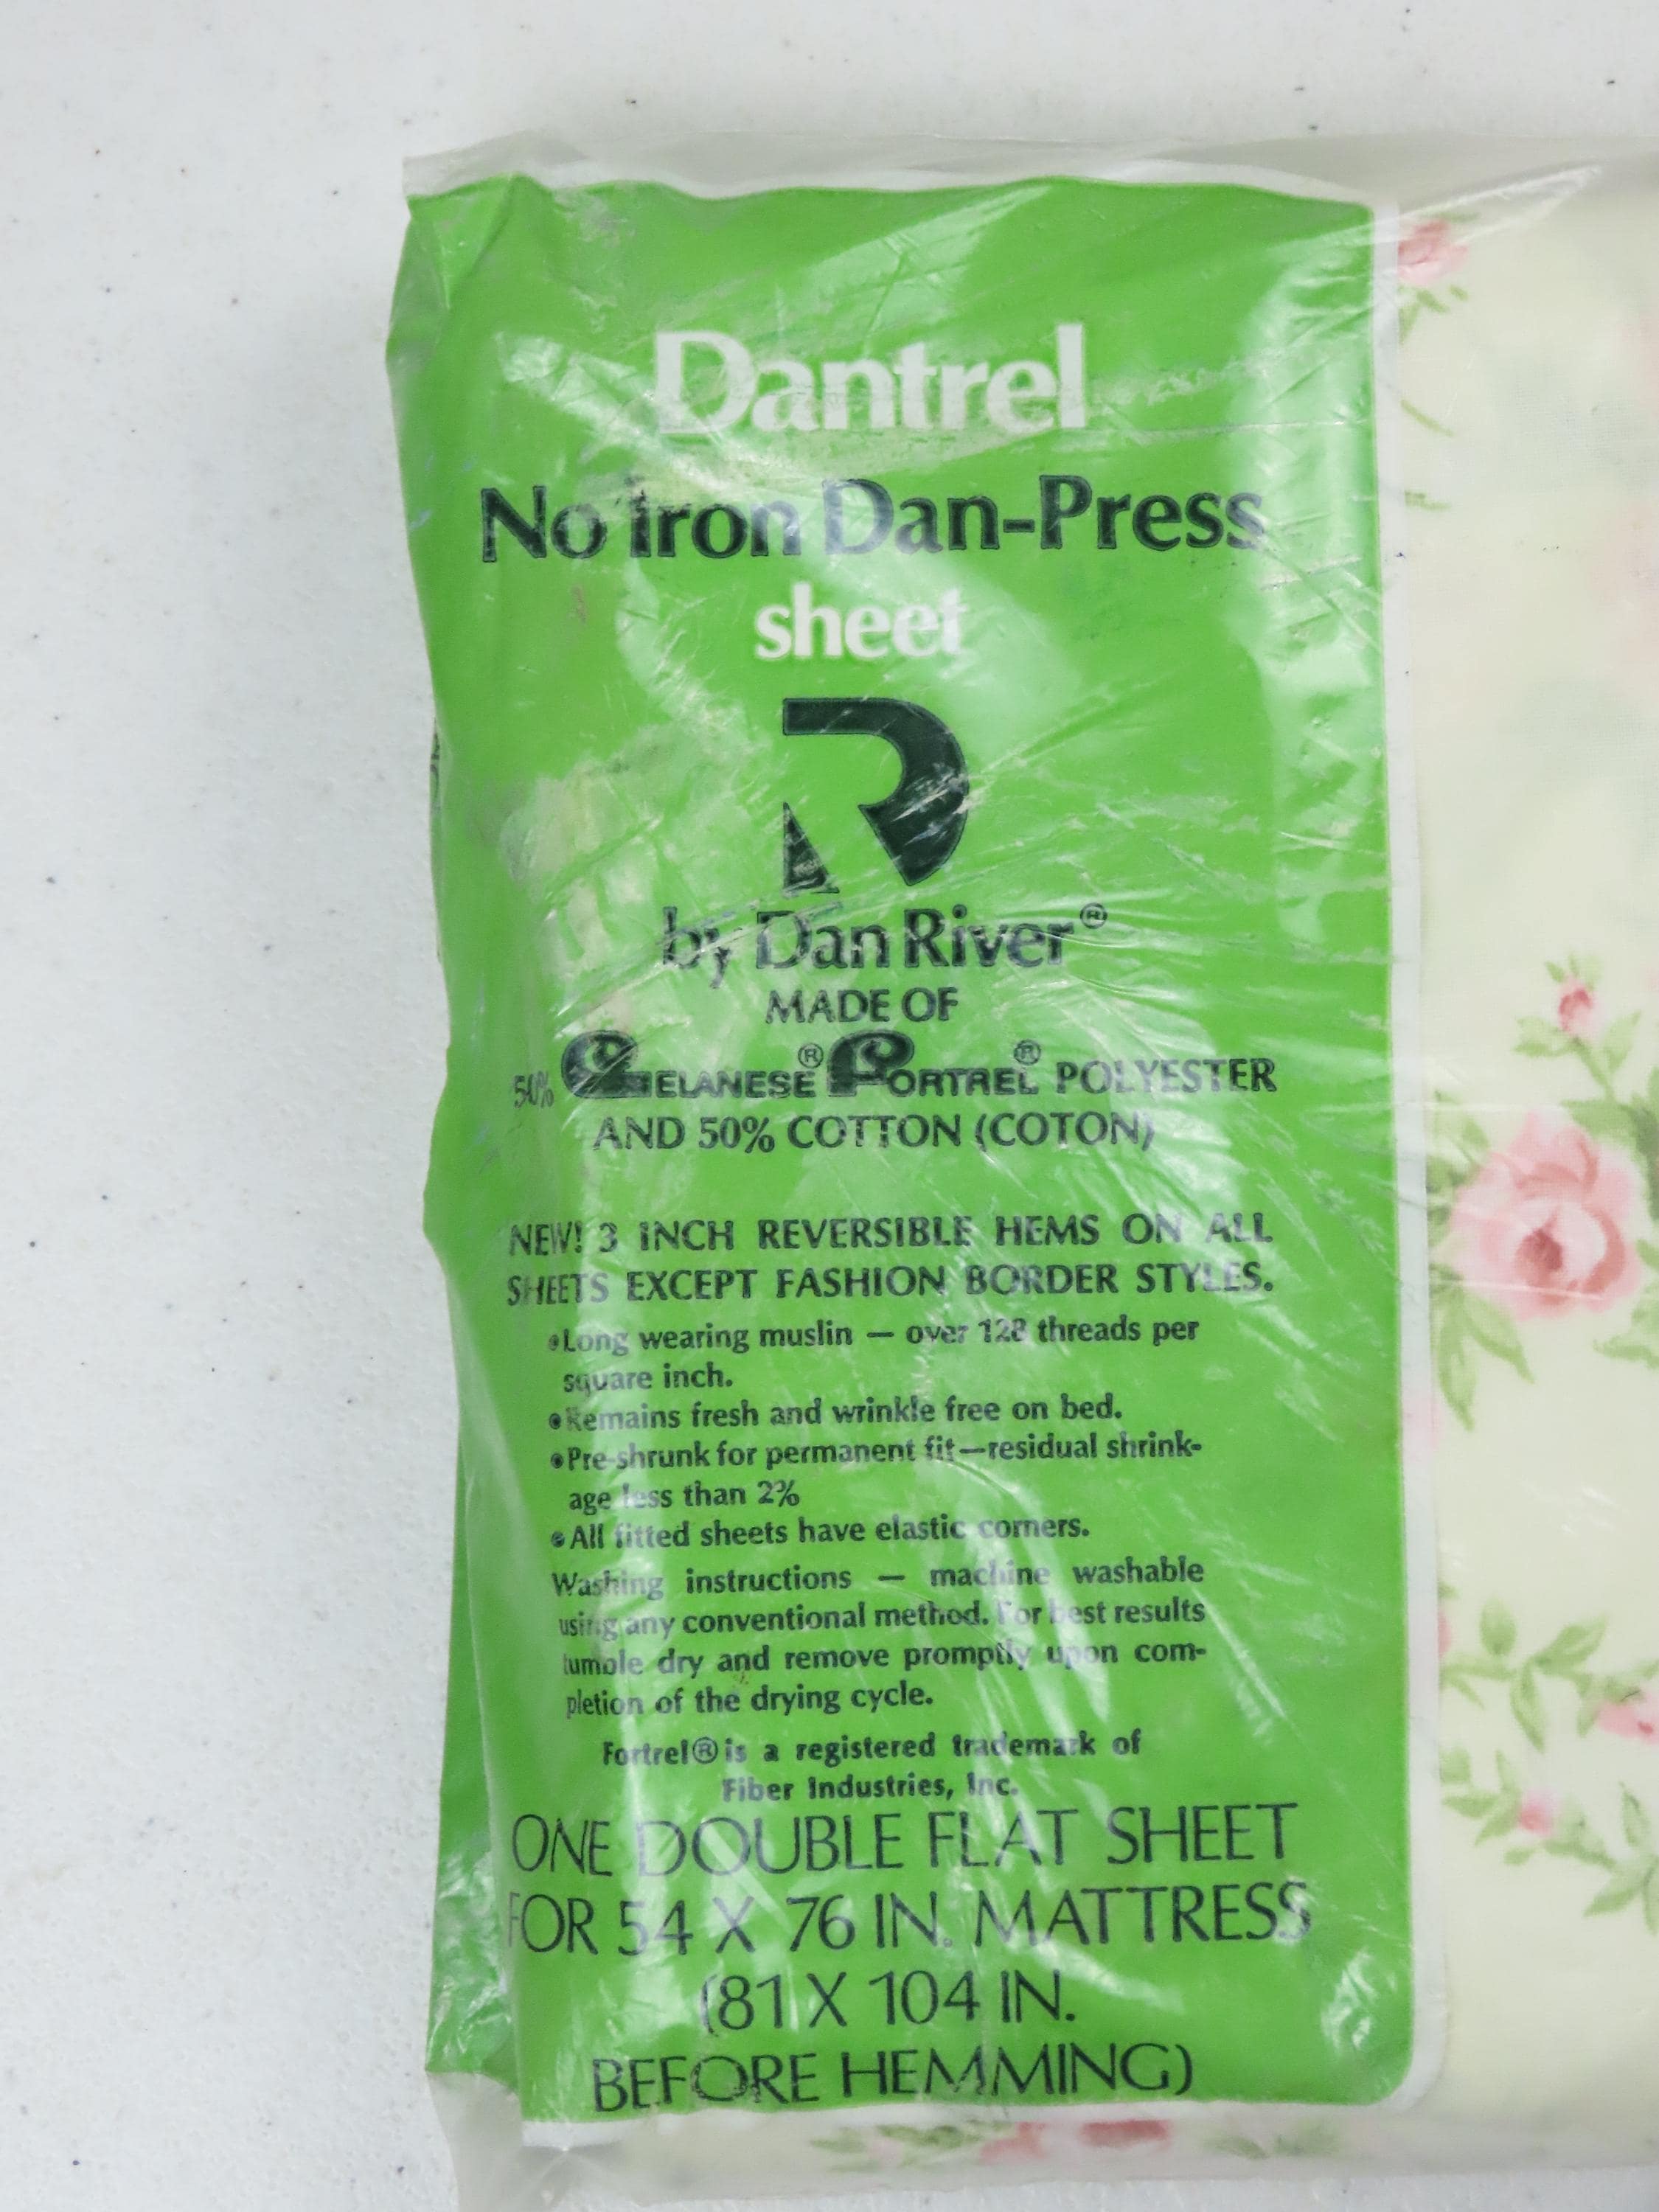 Dantrel
No Iron Dan-Press
sheet
R
by Dan River®
MADE OF
50% CELANESE® FORTREL® POLYESTER
AND 50% COTTON (COTON)
NEW! 3 INCH REVERSIBLE HEMS ON ALL
SHEETS EXCEPT FASHION BORDER STYLES.
•Long wearing muslin — over 128 threads per
square inch.
•Remains fresh and wrinkle free on bed.
•Pre-shrunk for permanent fit—residual shrink-
age less than 2%
•All fitted sheets have elastic corners.
Washing instructions — machine washable
using any conventional method. For best results
tumble dry and remove promptly upon com-
pletion of the drying cycle.
Fortrel® is a registered trademark of
Fiber Industries, Inc.
ONE DOUBLE FLAT SHEET
FOR 54 X 76 IN. MATTRESS
(81 X 104 IN.
BEFORE HEMMING)